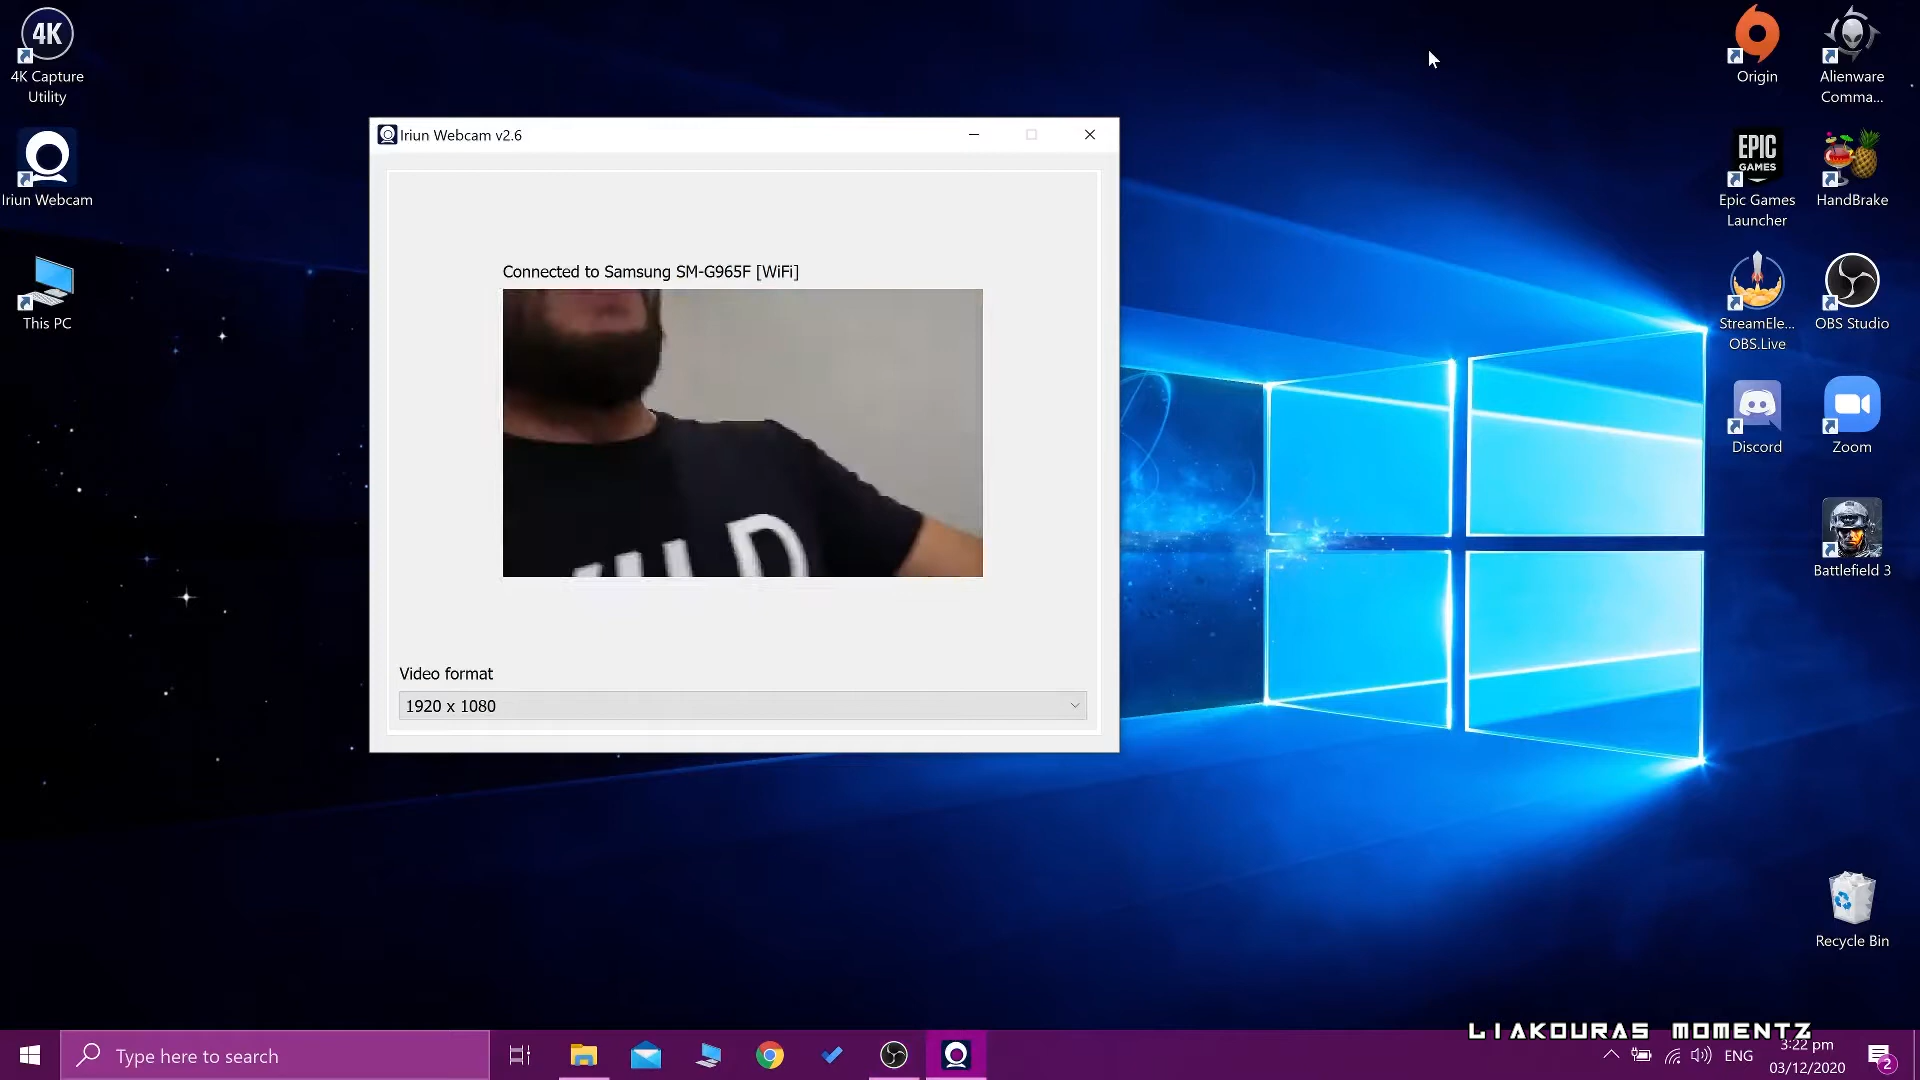 4K
4K Capture
Utility
Iriun Webcam
This PC
Iriun Webcam v2.6
Connected to Samsung SM-G965F [WiFi]
Video format
1920 x 1080
Origin
Alienware
Comma...
EPIC
GAMES
Epic Games
Launcher
HandBrake
StreamEle...
OBS.Live
OBS Studio
Discord
Zoom
Battlefield 3
Recycle Bin
LIAKOURAS MOMENTZ
Type here to search
ENG
3:22 pm
03/12/2020
2